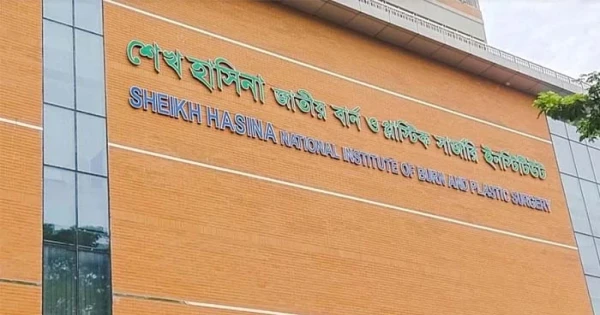 শেখ হাসিনা জাতীয় বার্ন ও প্লাস্টিক সার্জারি ইনস্টিটিউট
SHEIKH HASINA NATIONAL INSTITUTE OF BURN AND PLASTIC SURGERY